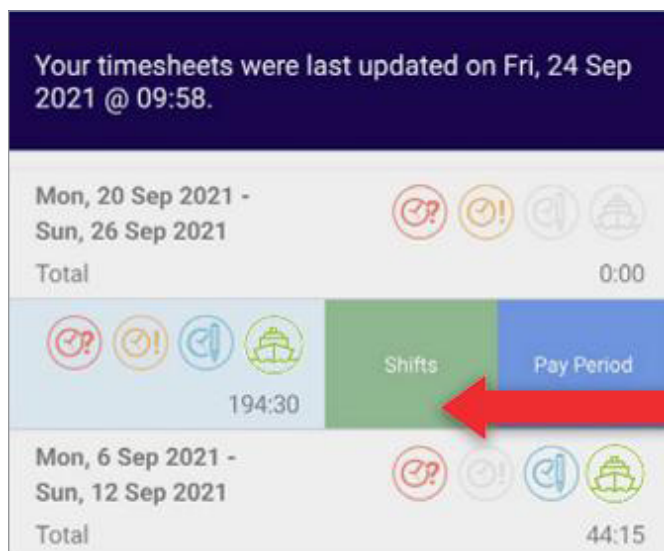 Your timesheets were last updated on Fri, 24 Sep
2021 @ 09:58.
Mon, 20 Sep 2021 -
Sun, 26 Sep 2021
Total
0:00
194:30
Shifts
Pay Period
Mon, 6 Sep 2021 -
Sun, 12 Sep 2021
Total
44:15